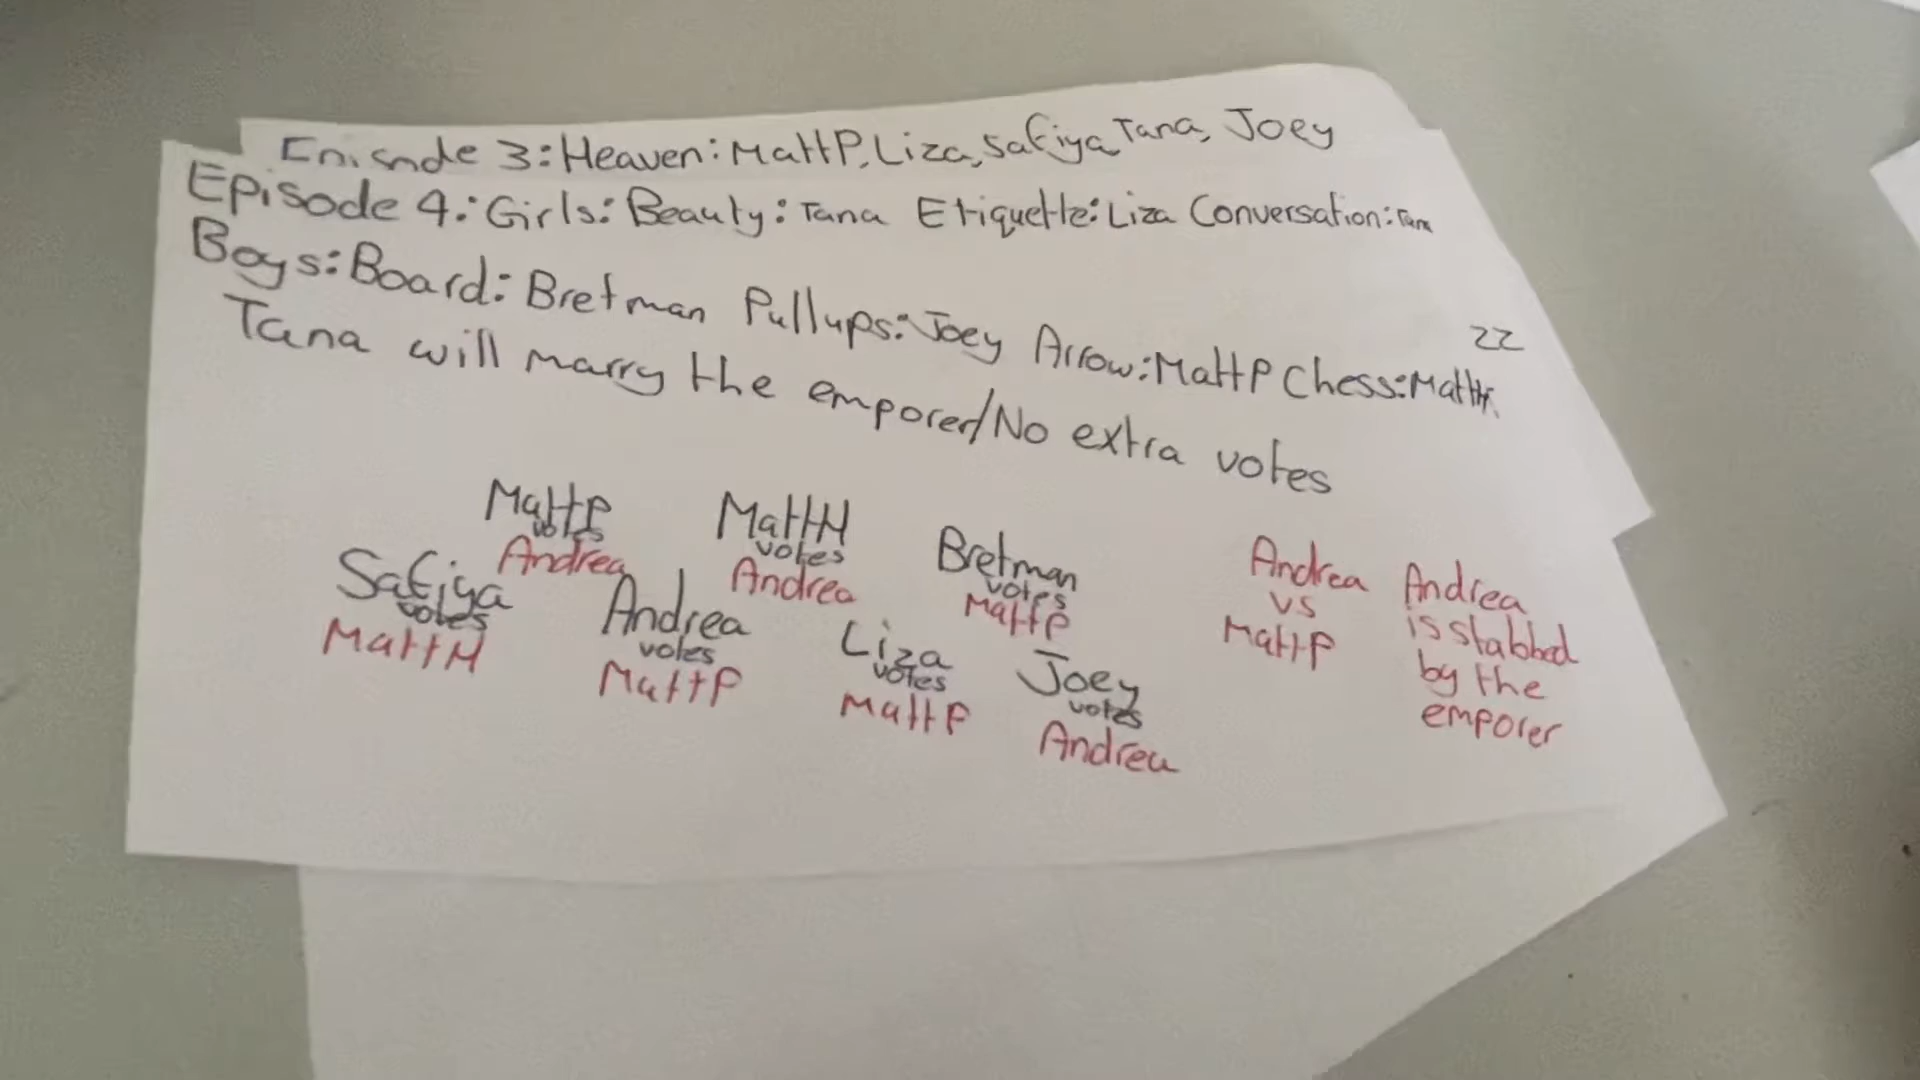 Episode 3:Heaven:MattP,Liza,Safiya,Tana,Joey
Episode 4:Girls:Beauty:Tana Etiquette:Liza Conversation:Tana
Boys:Board:Bretman Pullups:Joey Arrow:MattP Chess:MattH
22
Tana will marry the emporer/No extra votes
MattP
votes
Andrea
MattH
votes
Andrea
Bretman
votes
MattP
Safiya
votes
MattH
Andrea
votes
MattP
Liza
votes
MattP
Joey
votes
Andrea
Andrea
vs
MattP
Andrea
is stabbed
by the
emporer